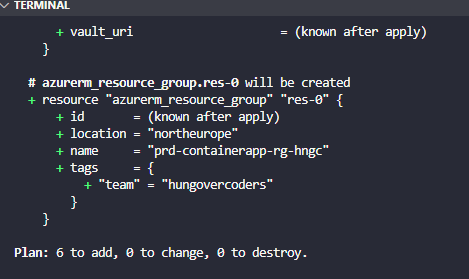 TERMINAL
+ vault_uri = (known after apply)
}
# azurerm_resource_group.res-0 will be created
+ resource "azurerm_resource_group" "res-0" {
+ id = (known after apply)
+ location = "northeurope"
+ name = "prd-containerapp-rg-hngc"
+ tags = {
+ "team" = "hungovercoders"
}
}
Plan: 6 to add, 0 to change, 0 to destroy.